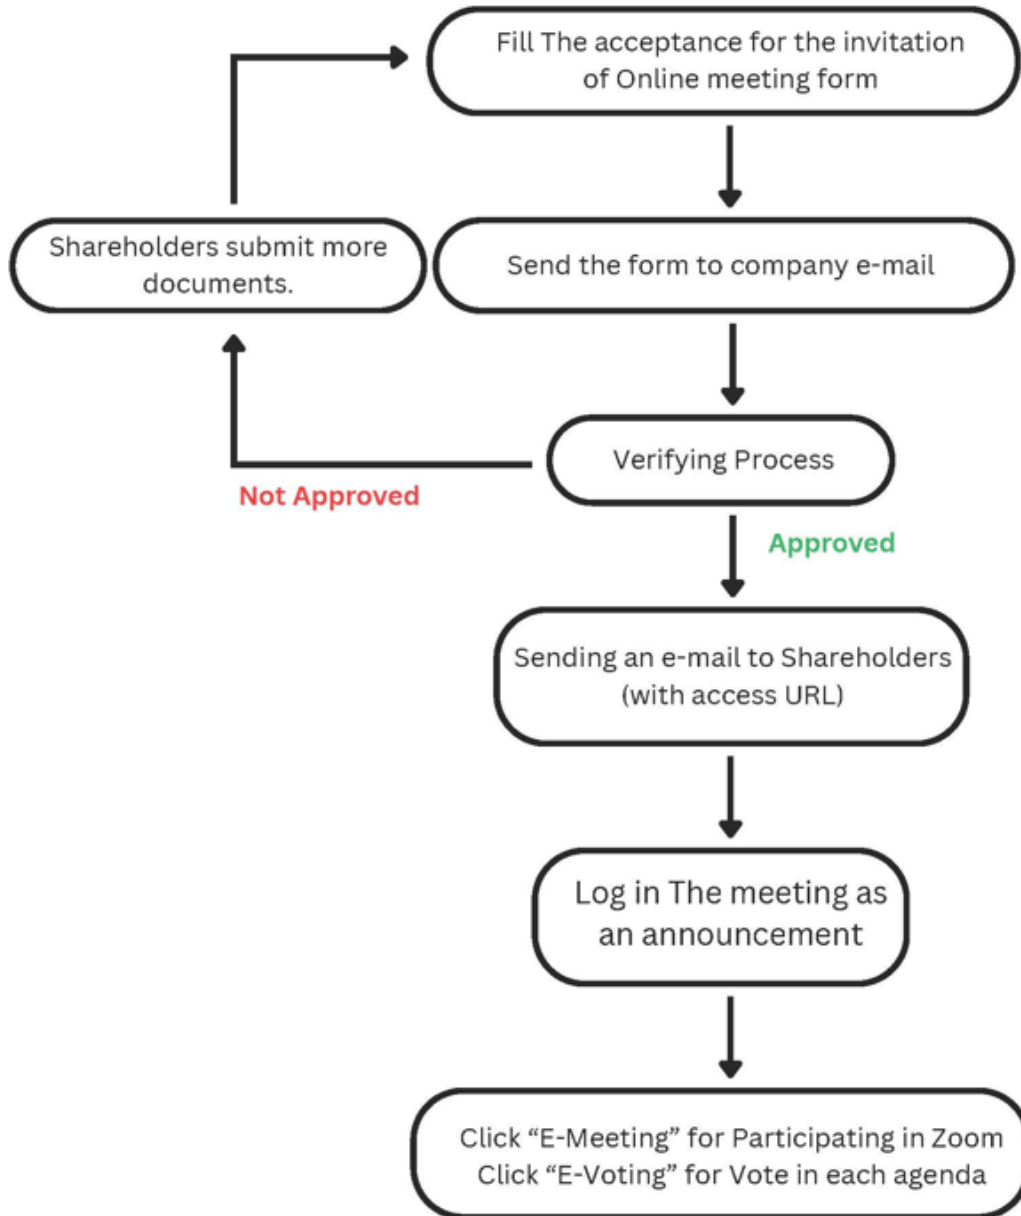 Fill The acceptance for the invitation
of Online meeting form
Shareholders submit more
documents.
Send the form to company e-mail
Verifying Process
Not Approved
Approved
Sending an e-mail to Shareholders
(with access URL)
Log in The meeting as
an announcement
Click “E-Meeting” for Participating in Zoom
Click “E-Voting” for Vote in each agenda